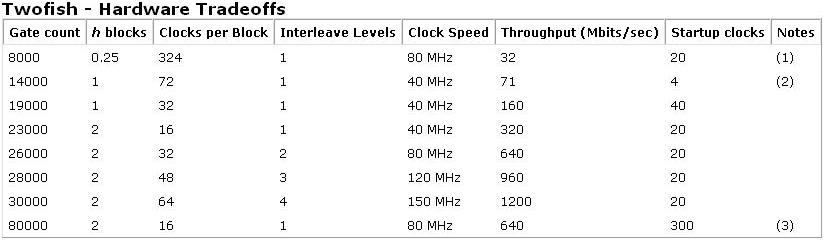 Twofish - Hardware Tradeoffs
Gate count h blocks Clocks per Block Interleave Levels Clock Speed Throughput (Mbits/sec) Startup clocks Notes
8000 0.25 324 1 80 MHz 32 20 (1)
14000 1 72 1 40 MHz 71 4 (2)
19000 1 32 1 40 MHz 160 40
23000 2 16 1 40 MHz 320 20
26000 2 32 2 80 MHz 640 20
28000 2 48 3 120 MHz 960 20
30000 2 64 4 150 MHz 1200 20
80000 2 16 1 80 MHz 640 300 (3)